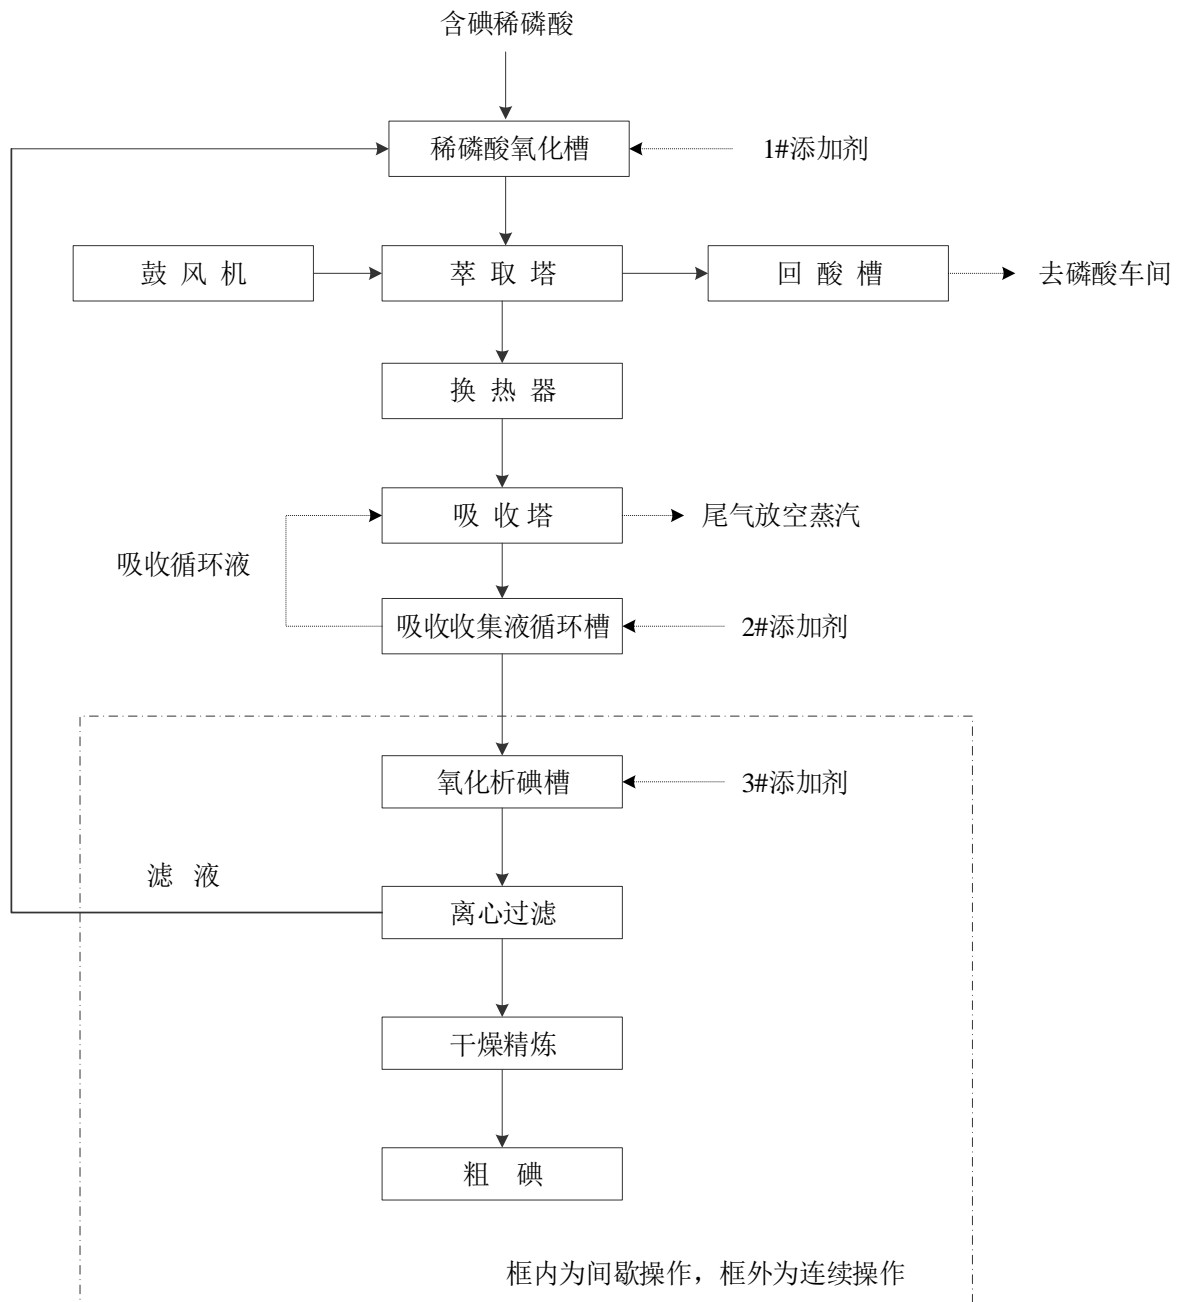 含碘稀磷酸
稀磷酸氧化槽
1#添加剂
鼓 风 机
萃 取 塔
回 酸 槽
去磷酸车间
换 热 器
吸 收 塔
尾气放空蒸汽
吸收循环液
吸收收集液循环槽
2#添加剂
氧化析碘槽
3#添加剂
滤 液
离心过滤
干燥精炼
粗 碘
框内为间歇操作，框外为连续操作